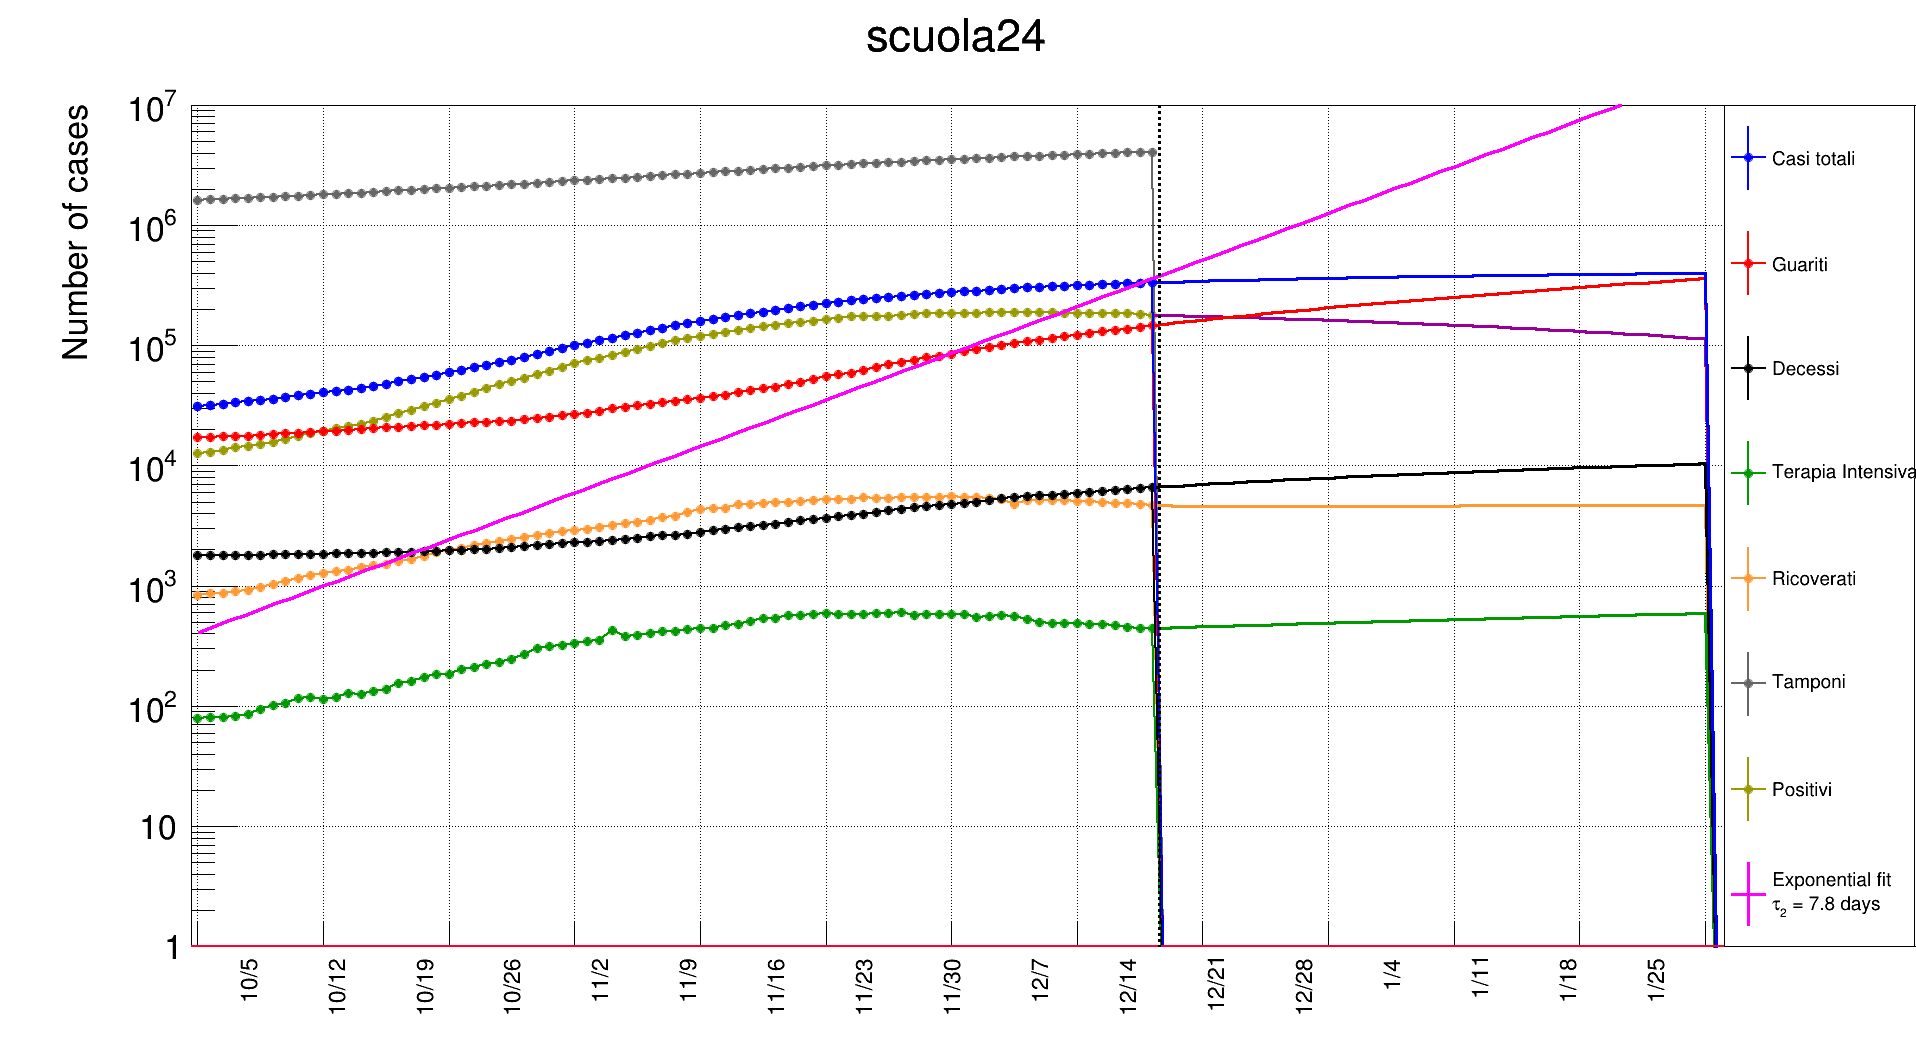 scuola24
Number of cases
10^7
10^6
10^5
10^4
10^3
10^2
10
1
10/5
10/12
10/19
10/26
11/2
11/9
11/16
11/23
11/30
12/7
12/14
12/21
12/28
1/4
1/11
1/18
1/25
Casi totali
Guariti
Decessi
Terapia Intensiva
Ricoverati
Tamponi
Positivi
Exponential fit
τ₂ = 7.8 days